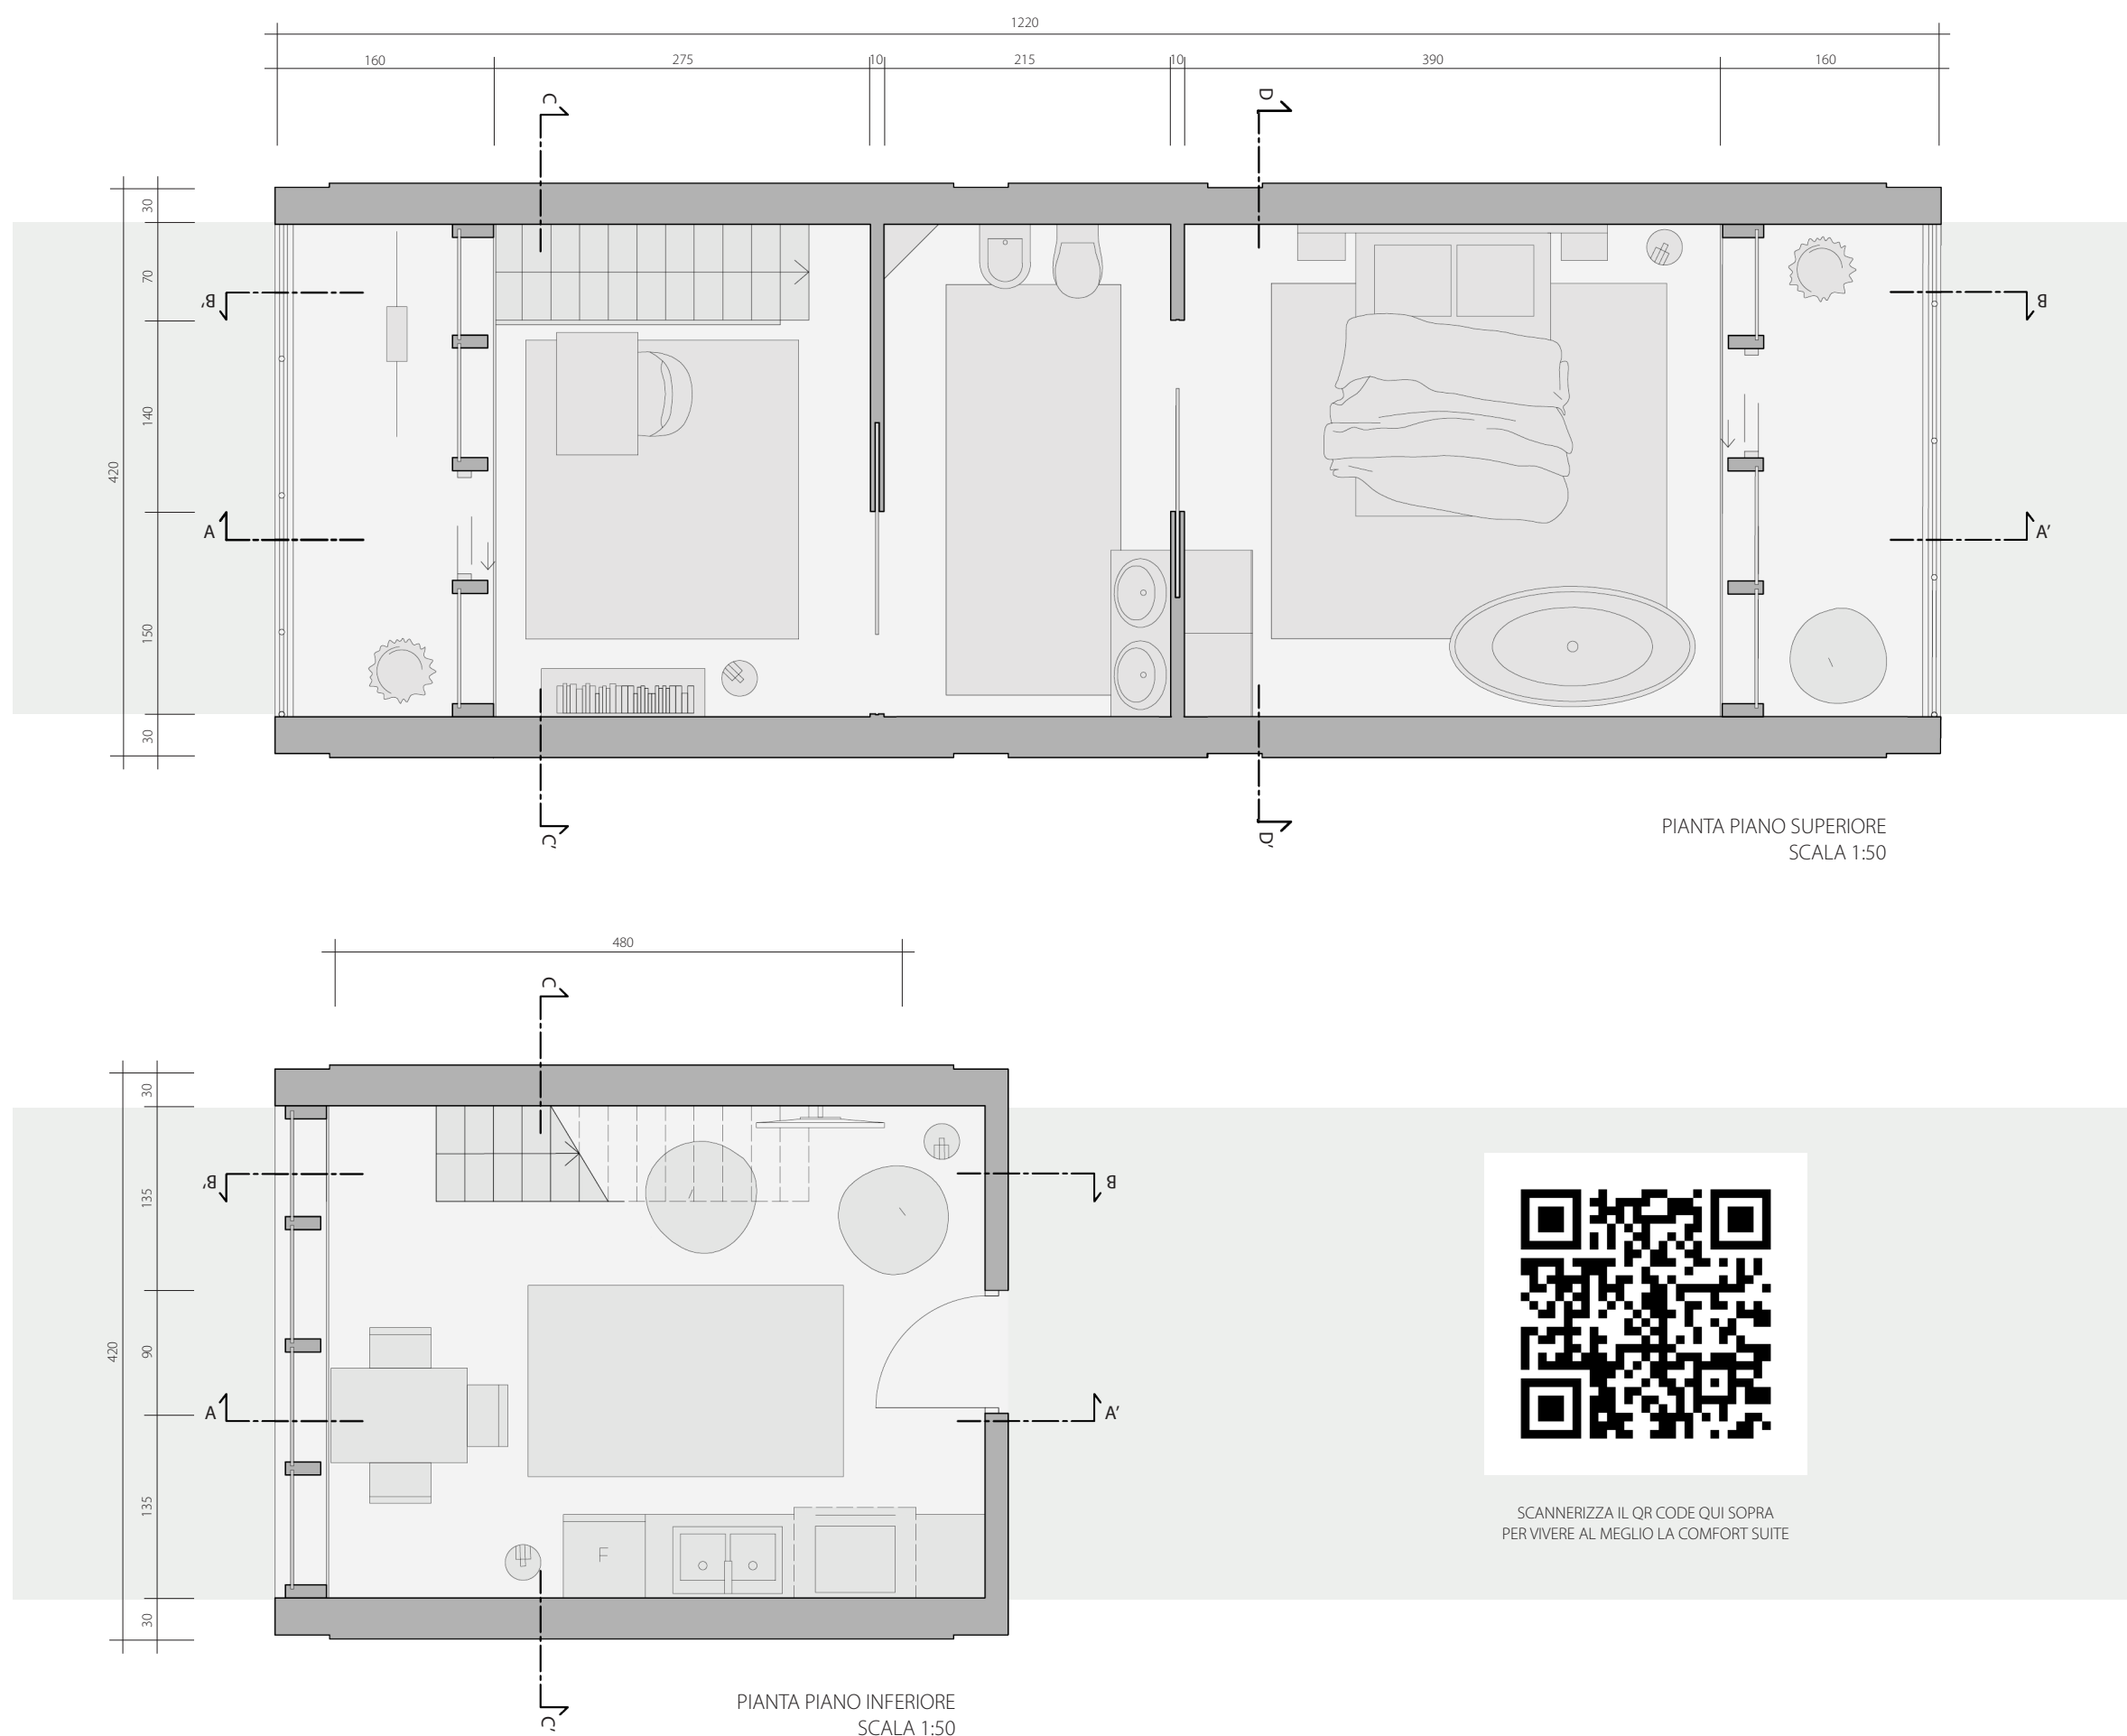 1220
160 275 10 215 10 390 160
C D
30
70
B' B
140
420
A A'
150
30
C' D'
PIANTA PIANO SUPERIORE
SCALA 1:50
480
C
30
135
B' B
90
420
A A'
135
F
30
C'
PIANTA PIANO INFERIORE
SCALA 1:50
SCANNERIZZA IL QR CODE QUI SOPRA
PER VIVERE AL MEGLIO LA COMFORT SUITE